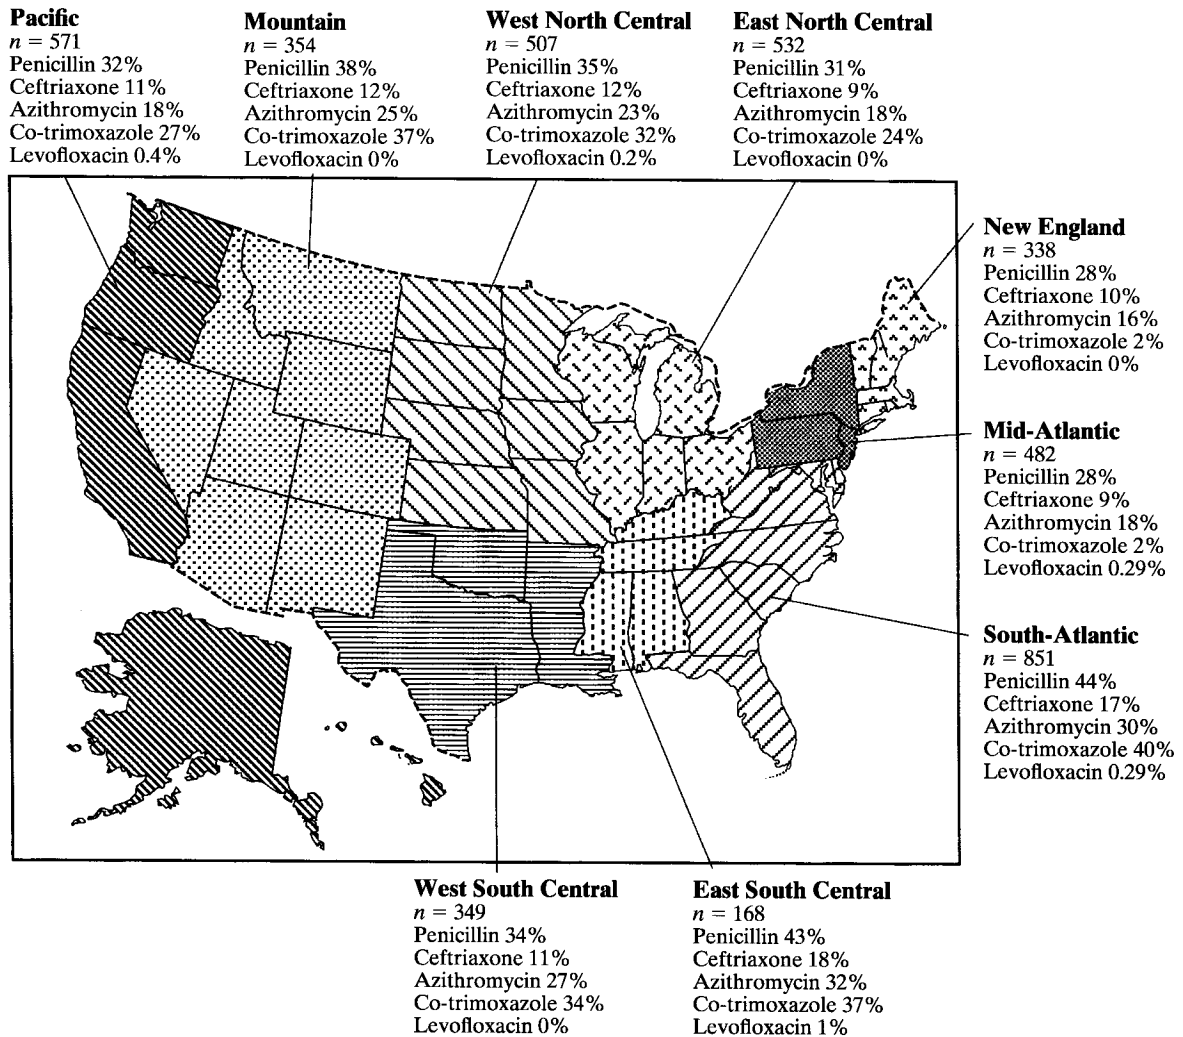 Pacific
n = 571
Penicillin 32%
Ceftriaxone 11%
Azithromycin 18%
Co-trimoxazole 27%
Levofloxacin 0.4%
Mountain
n = 354
Penicillin 38%
Ceftriaxone 12%
Azithromycin 25%
Co-trimoxazole 37%
Levofloxacin 0%
West North Central
n = 507
Penicillin 35%
Ceftriaxone 12%
Azithromycin 23%
Co-trimoxazole 32%
Levofloxacin 0.2%
East North Central
n = 532
Penicillin 31%
Ceftriaxone 9%
Azithromycin 18%
Co-trimoxazole 24%
Levofloxacin 0%
New England
n = 338
Penicillin 28%
Ceftriaxone 10%
Azithromycin 16%
Co-trimoxazole 2%
Levofloxacin 0%
Mid-Atlantic
n = 482
Penicillin 28%
Ceftriaxone 9%
Azithromycin 18%
Co-trimoxazole 2%
Levofloxacin 0.29%
South-Atlantic
n = 851
Penicillin 44%
Ceftriaxone 17%
Azithromycin 30%
Co-trimoxazole 40%
Levofloxacin 0.29%
West South Central
n = 349
Penicillin 34%
Ceftriaxone 11%
Azithromycin 27%
Co-trimoxazole 34%
Levofloxacin 0%
East South Central
n = 168
Penicillin 43%
Ceftriaxone 18%
Azithromycin 32%
Co-trimoxazole 37%
Levofloxacin 1%